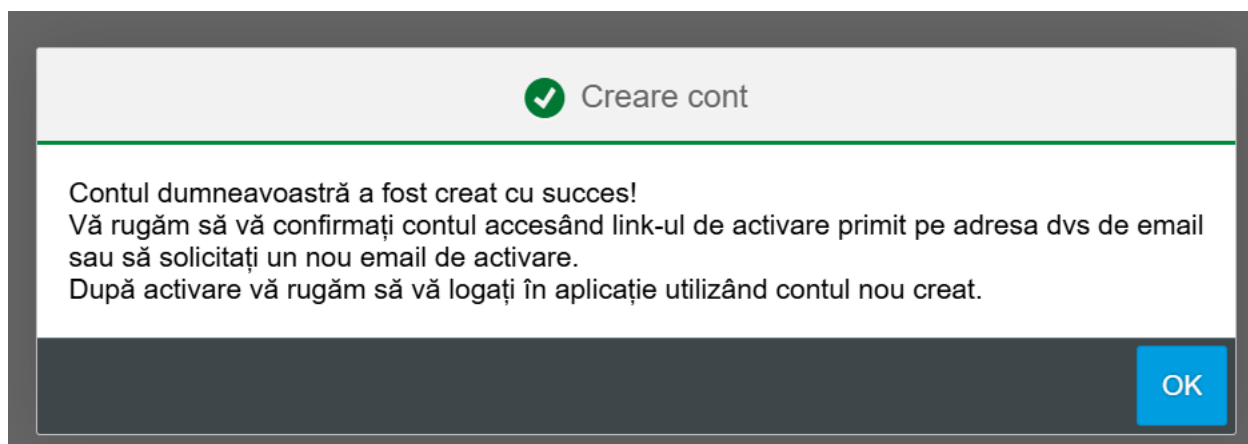 Creare cont
Contul dumneavoastră a fost creat cu succes!
Vă rugăm să vă confirmați contul accesând link-ul de activare primit pe adresa dvs de email
sau să solicitați un nou email de activare.
După activare vă rugăm să vă logați în aplicație utilizând contul nou creat.
OK